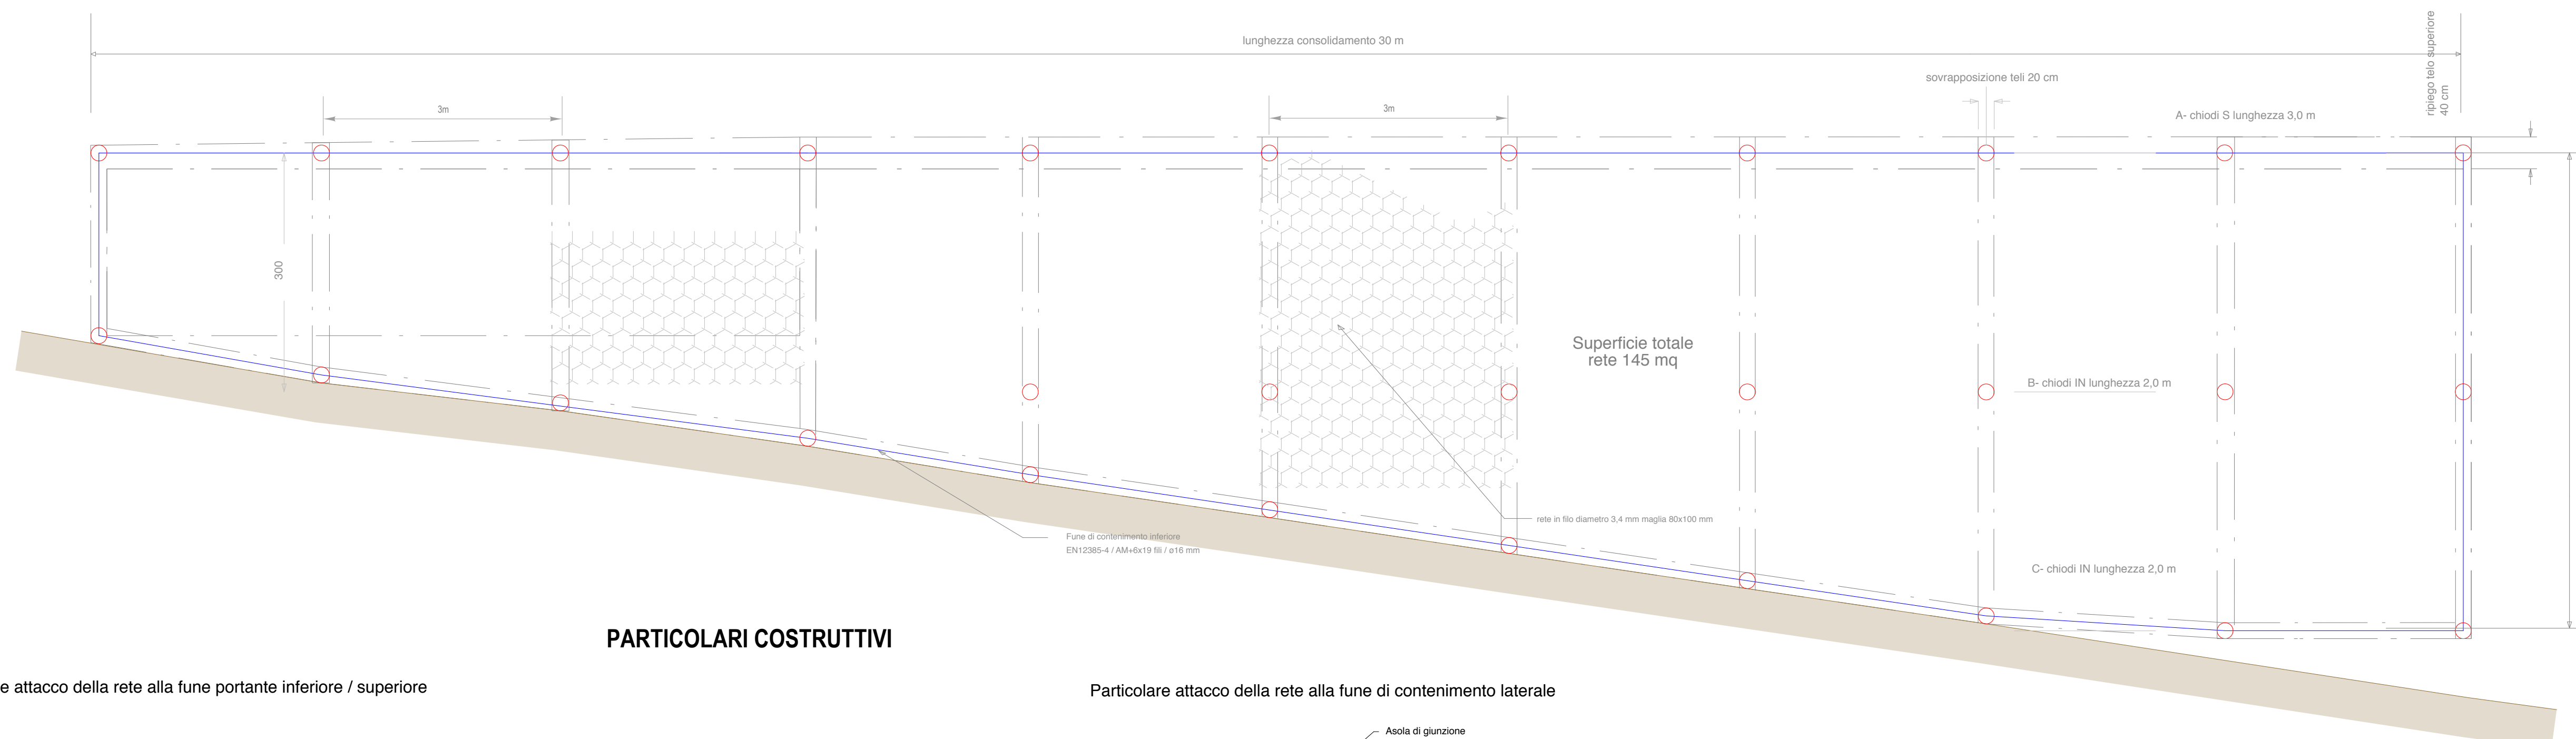 lunghezza consolidamento 30 m
ripiego telo superiore
40 cm
sovrapposizione teli 20 cm
3m
3m
A- chiodi S lunghezza 3,0 m
300
Superficie totale
rete 145 mq
B- chiodi IN lunghezza 2,0 m
rete in filo diametro 3,4 mm maglia 80x100 mm
Fune di contenimento inferiore
EN12385-4 / AM+6x19 fili / ø16 mm
C- chiodi IN lunghezza 2,0 m
PARTICOLARI COSTRUTTIVI
e attacco della rete alla fune portante inferiore / superiore
Particolare attacco della rete alla fune di contenimento laterale
Asola di giunzione